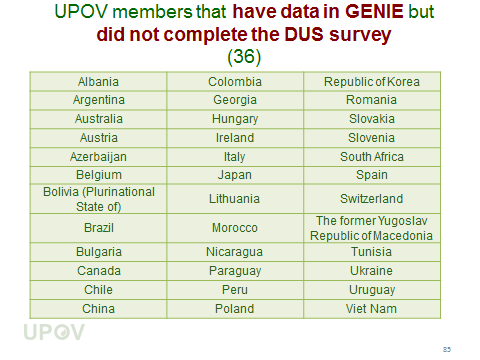 UPOV members that have data in GENIE but
did not complete the DUS survey
(36)
Albania Colombia Republic of Korea
Argentina Georgia Romania
Australia Hungary Slovakia
Austria Ireland Slovenia
Azerbaijan Italy South Africa
Belgium Japan Spain
Bolivia (Plurinational
State of) Lithuania Switzerland
Brazil Morocco The former Yugoslav
Republic of Macedonia
Bulgaria Nicaragua Tunisia
Canada Paraguay Ukraine
Chile Peru Uruguay
China Poland Viet Nam
UPOV
85